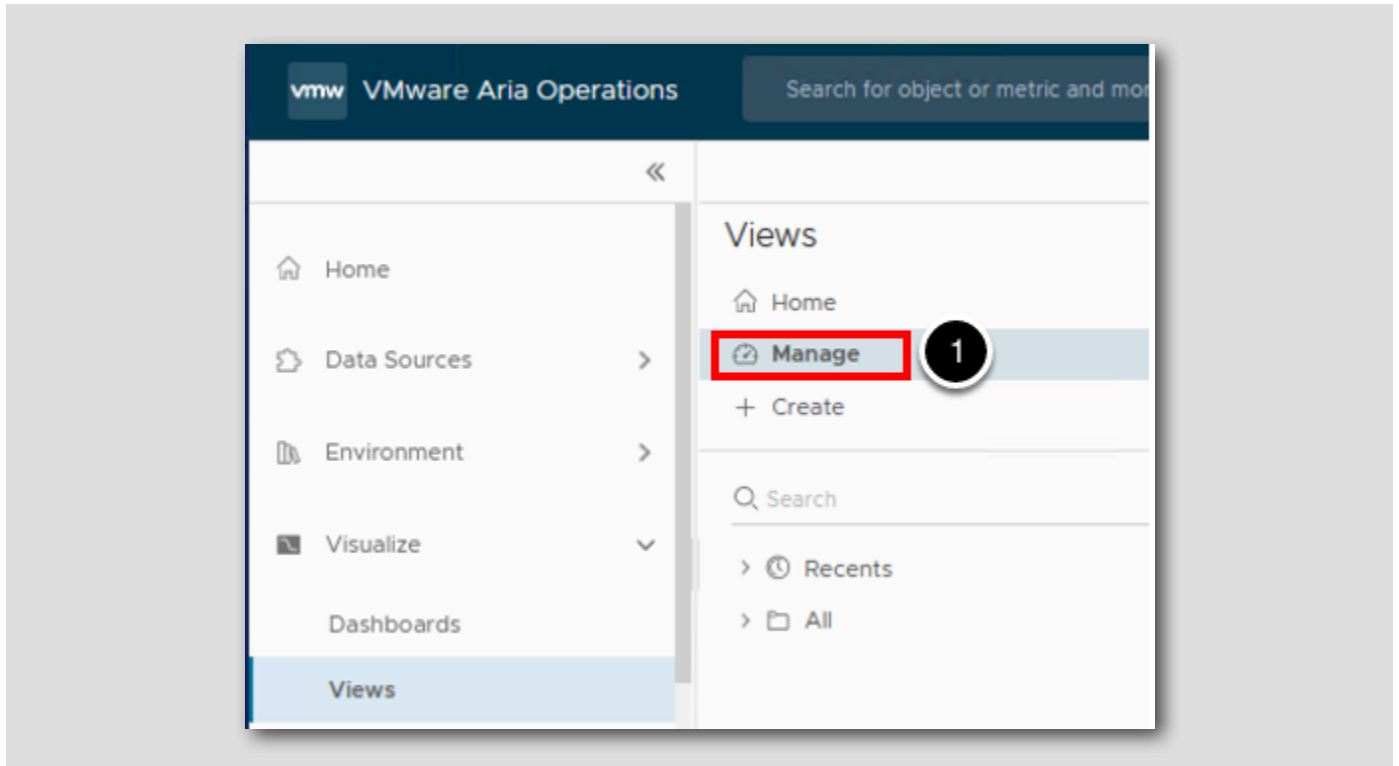 vmw VMware Aria Operations
Search for object or metric and mor
Home
Data Sources
Environment
Visualize
Dashboards
Views
Views
Home
Manage
1
Create
Search
Recents
All